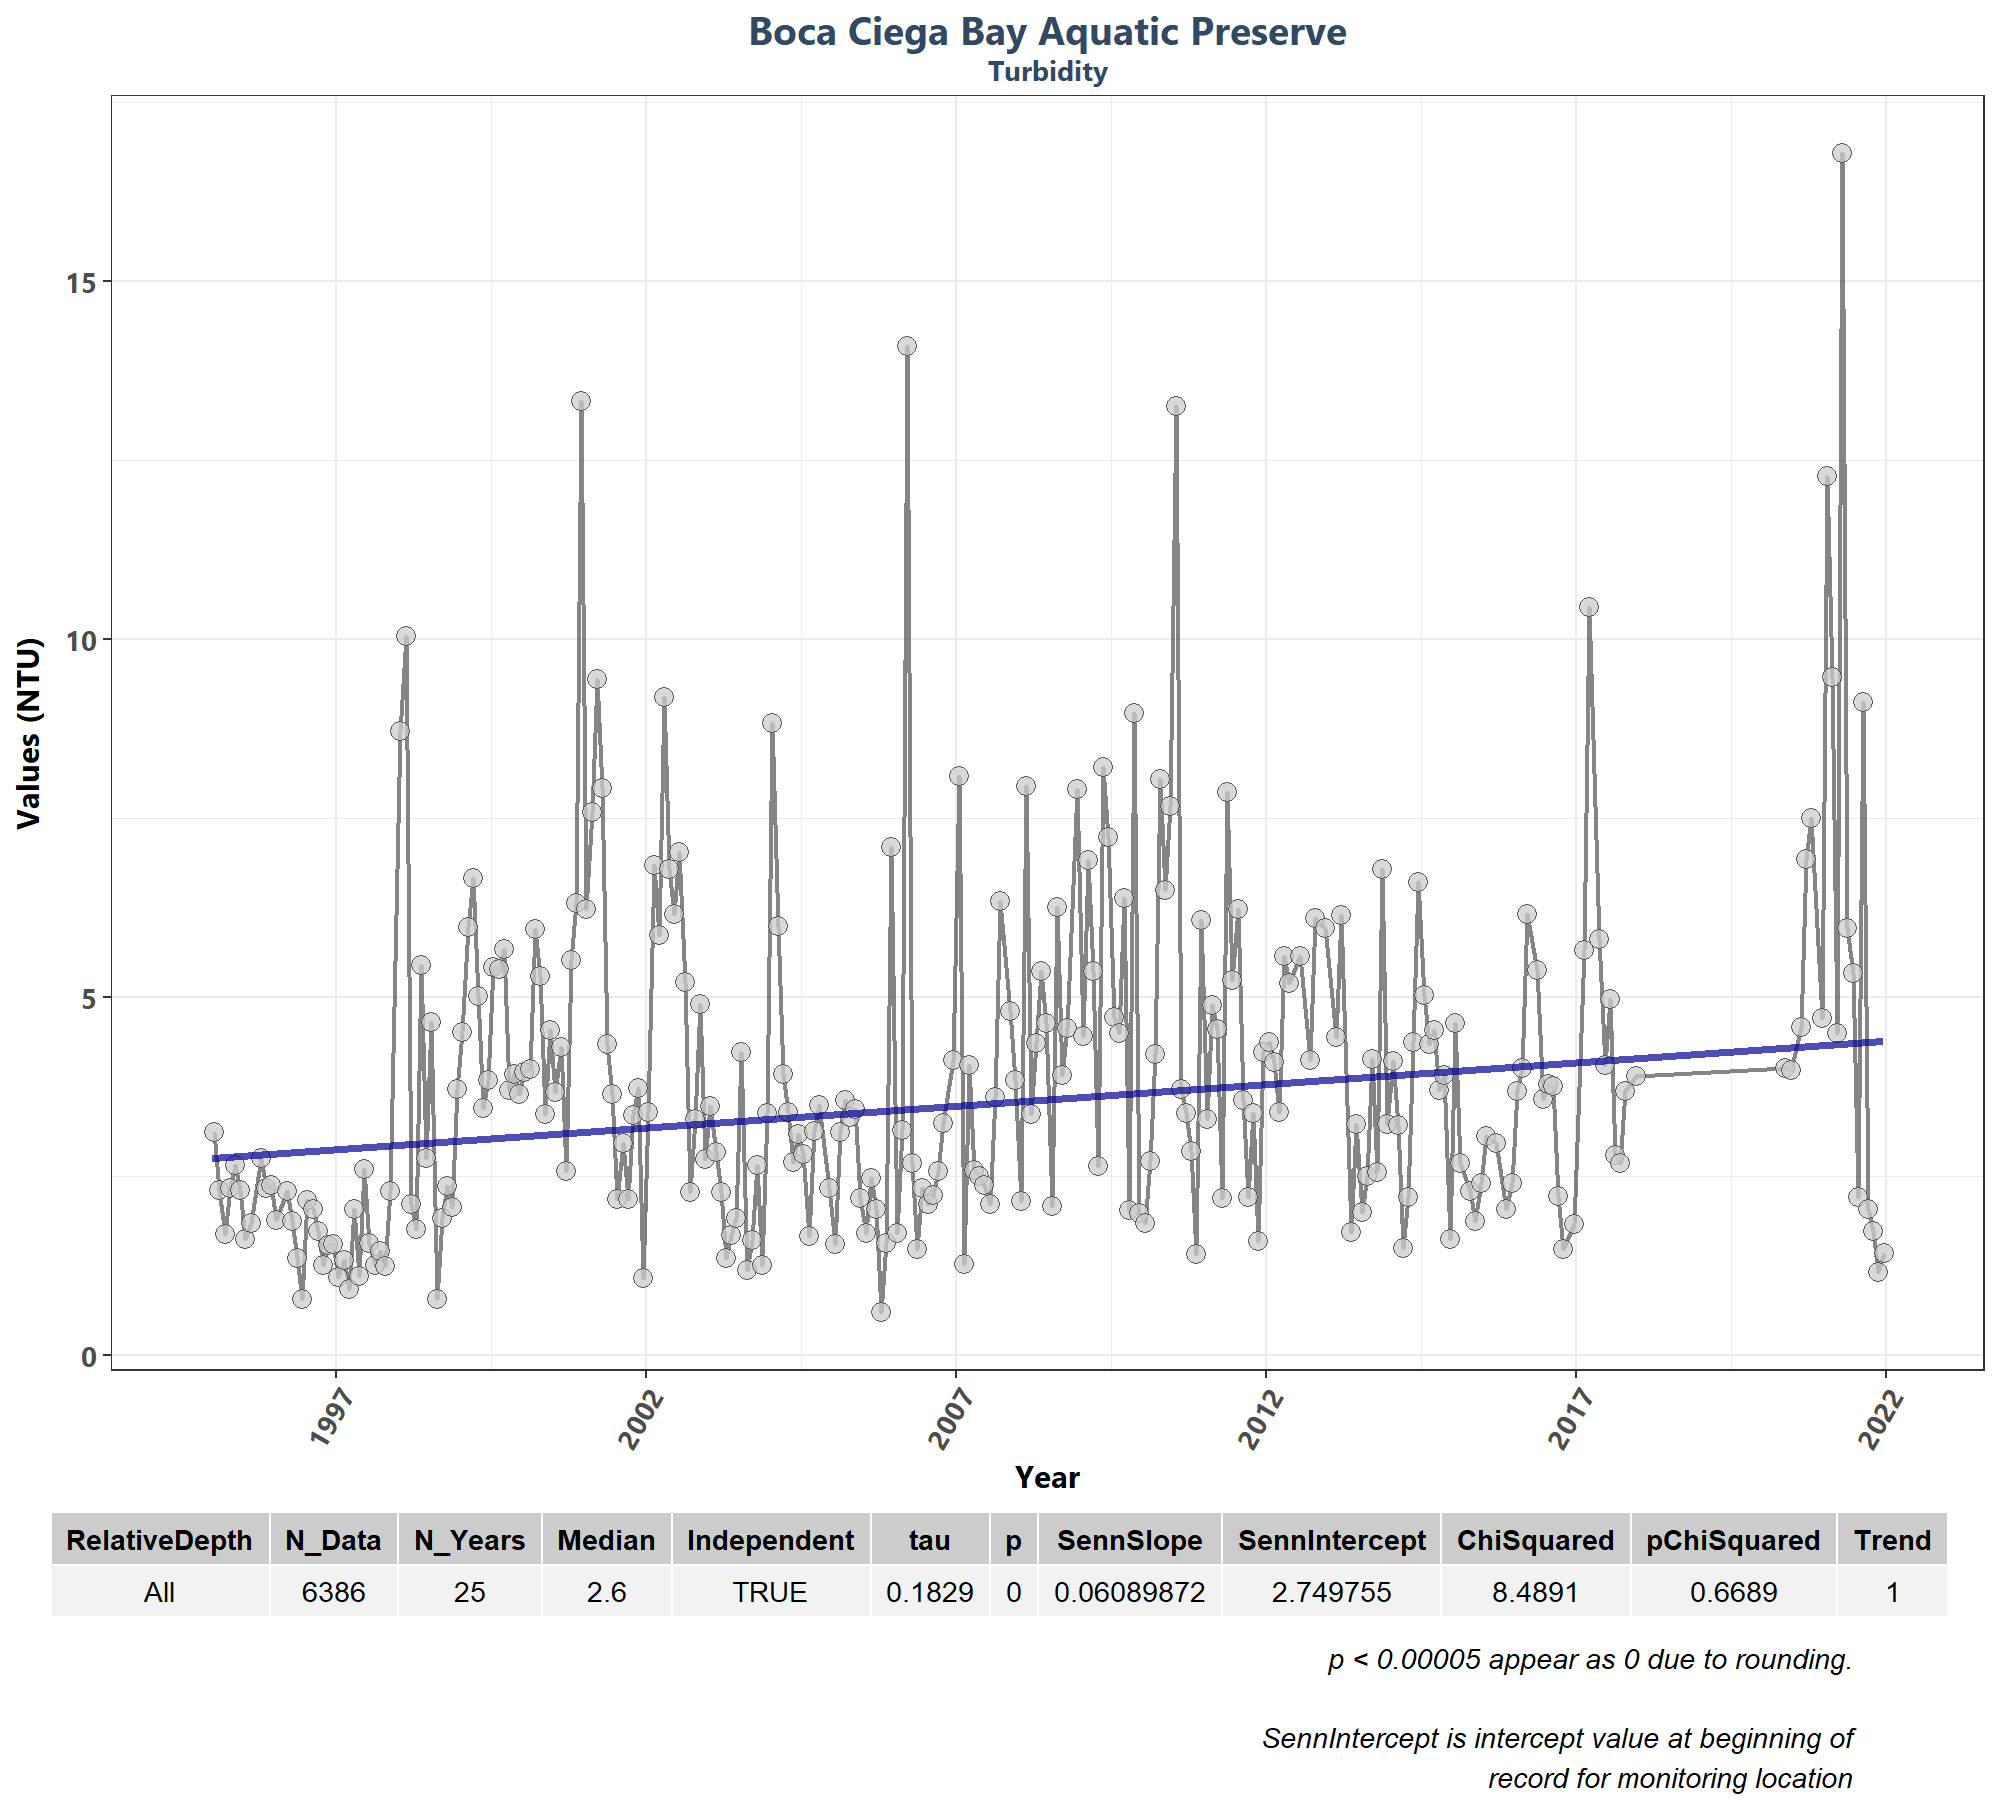 Boca Ciega Bay Aquatic Preserve
Turbidity
Values (NTU)
15
10
5
0
1997 2002 2007 2012 2017 2022
Year
RelativeDepth N_Data N_Years Median Independent tau p SennSlope SennIntercept ChiSquared pChiSquared Trend
All 6386 25 2.6 TRUE 0.1829 0 0.06089872 2.749755 8.4891 0.6689 1
p < 0.00005 appear as 0 due to rounding.
SennIntercept is intercept value at beginning of
record for monitoring location